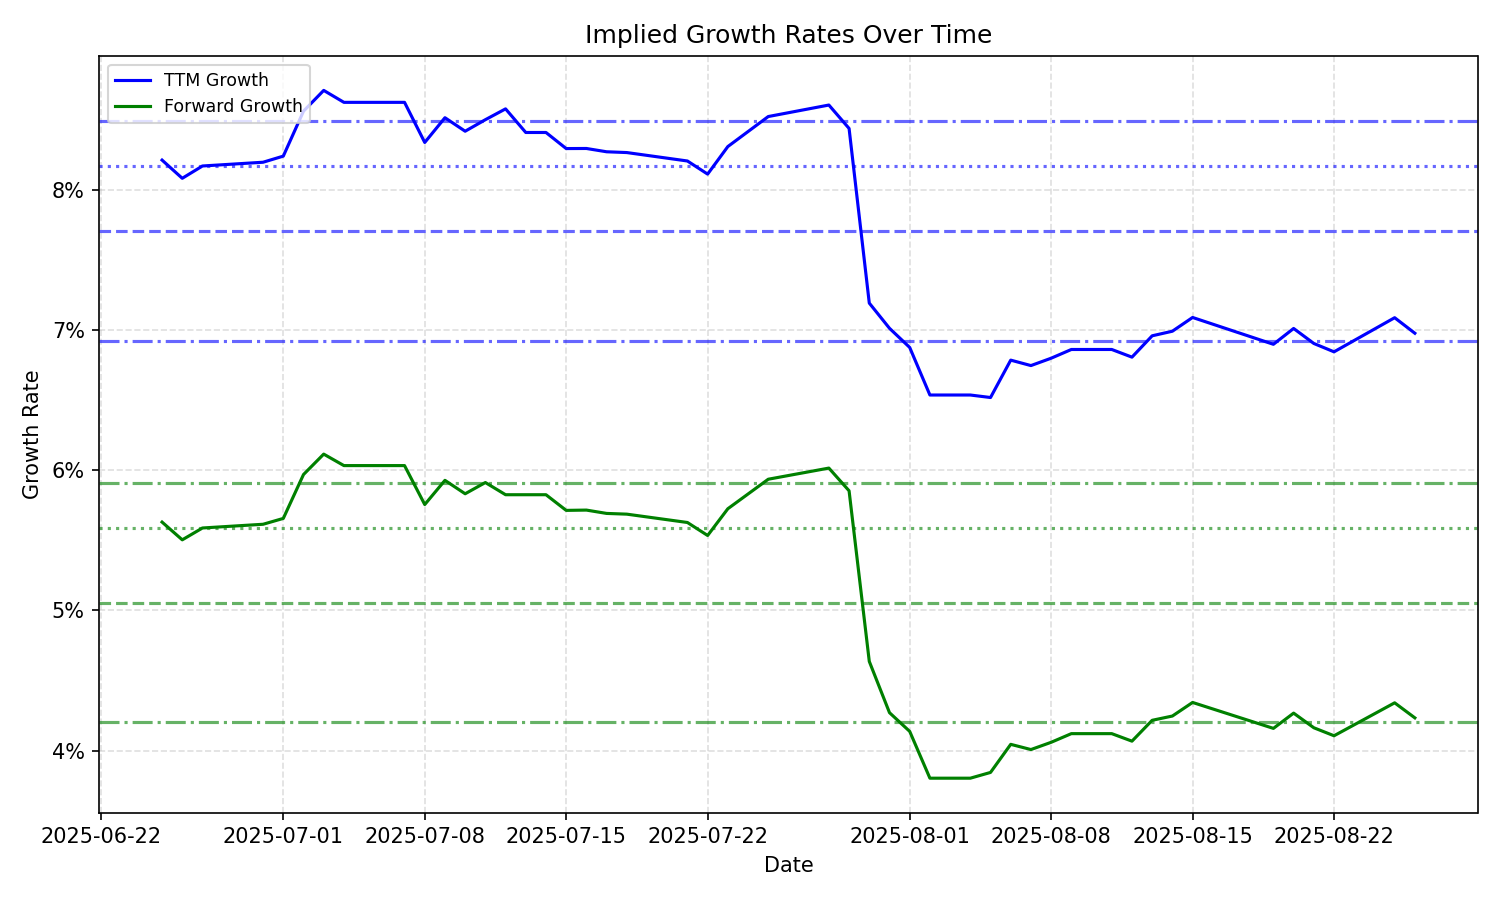 Implied Growth Rates Over Time
TTM Growth
Forward Growth
8%
7%
6%
5%
4%
Growth Rate
2025-06-22
2025-07-01
2025-07-08
2025-07-15
2025-07-22
2025-08-01
2025-08-08
2025-08-15
2025-08-22
Date